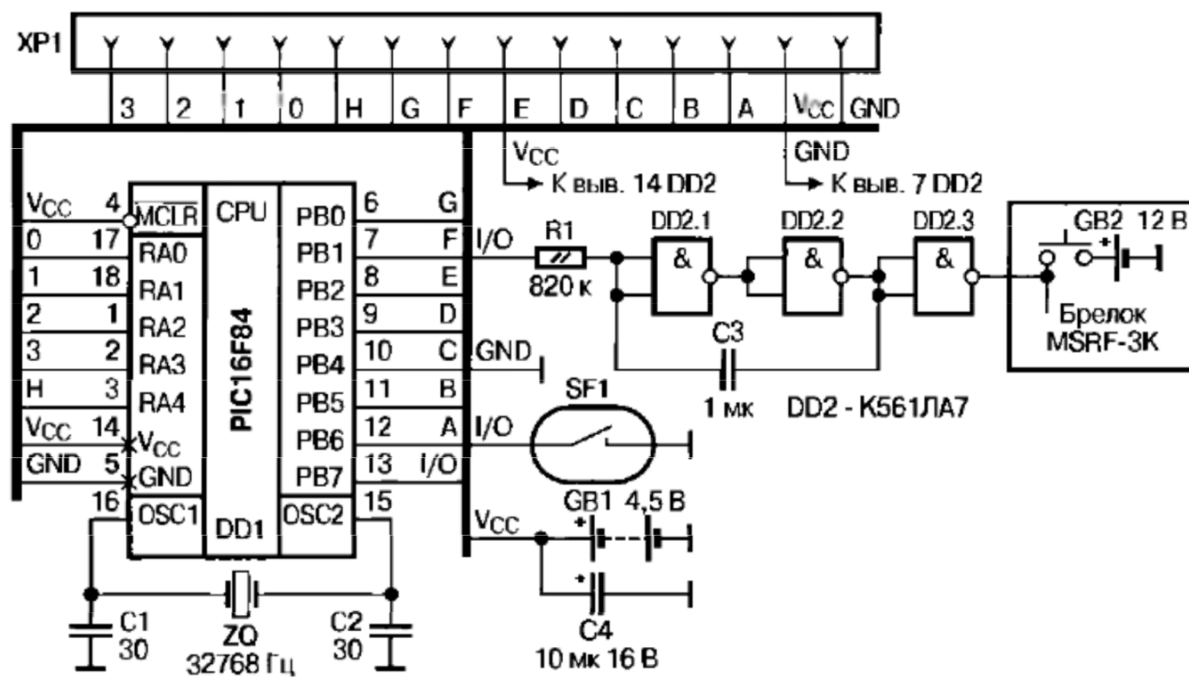 XP1
3 2 1 0 H G F E D C B A VCC GND
VCC
К выв. 14 DD2
GND
К выв. 7 DD2
VCC 4 MCLR CPU PB0 6 G
0 17 RA0 PB1 7 F I/O
1 18 RA1 PB2 8 E
2 1 RA2 PB3 9 D
3 2 RA3 PB4 10 C GND
H 3 RA4 PB5 11 B
VCC 14 VCC PB6 12 A I/O
GND 5 GND PB7 13 I/O
16 OSC1 OSC2 15
PIC16F84
DD1
R1
820 к
DD2.1
&
DD2.2
&
DD2.3
&
GB2 12 В
Брелок
MSRF-3K
C3
1 мк
DD2 - К561ЛА7
SF1
VCC
GB1 4,5 В
+
+
+
C4
10 мк 16 В
C1
30
ZQ
32768 Гц
C2
30